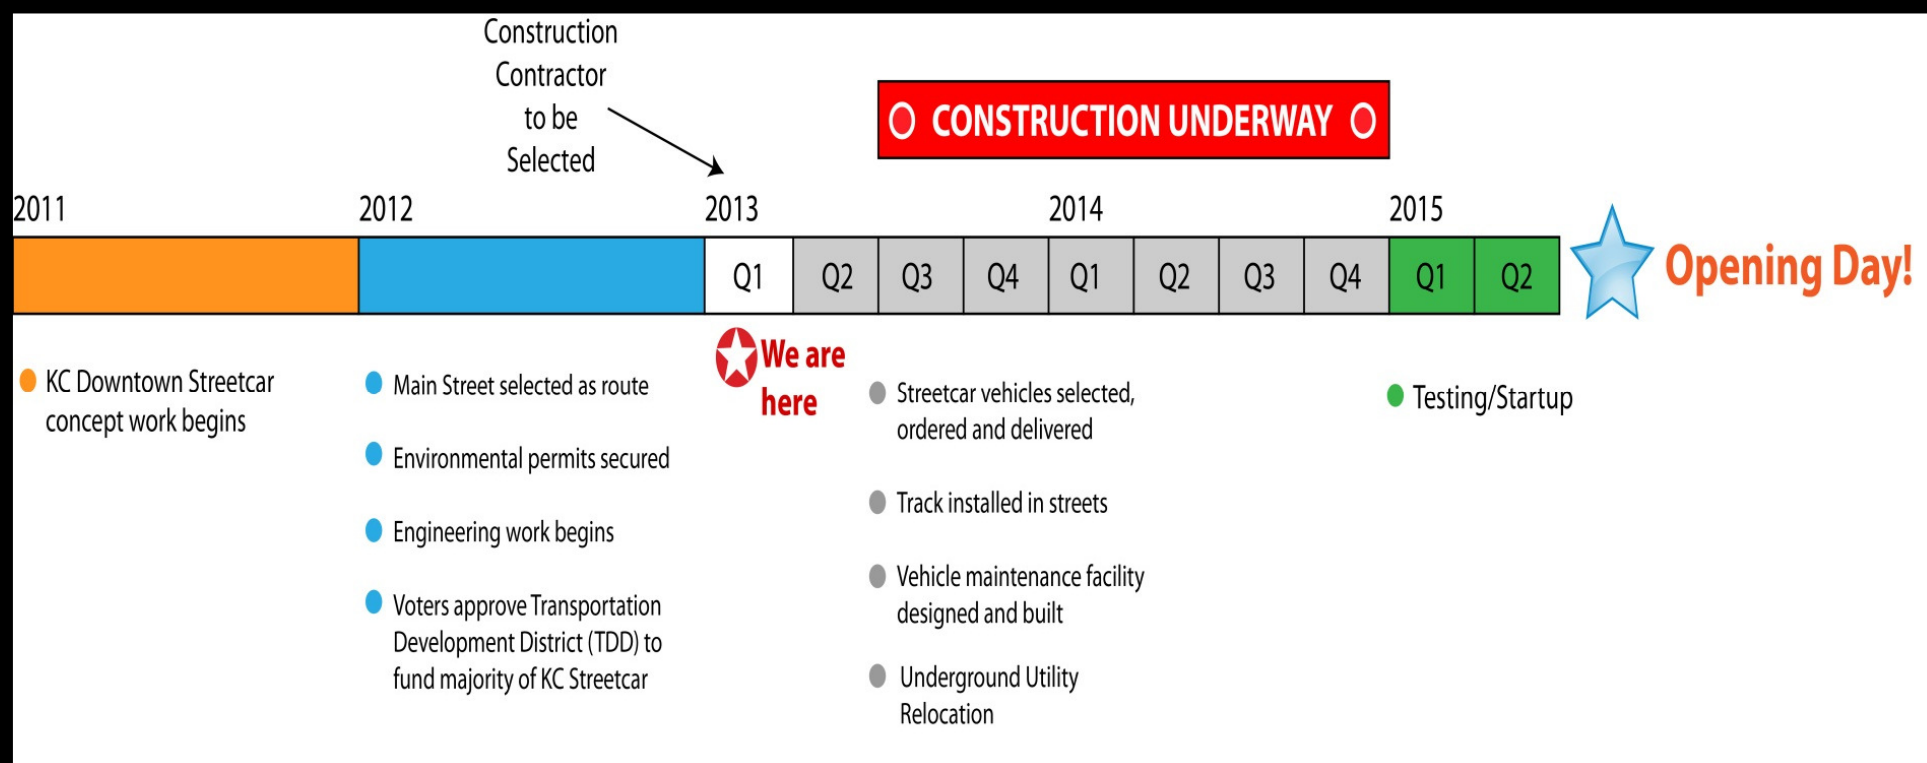 Construction
Contractor
to be
Selected
CONSTRUCTION UNDERWAY
2011
2012
2013
2014
2015
Q1
Q2
Q3
Q4
Q1
Q2
Q3
Q4
Q1
Q2
Opening Day!
KC Downtown Streetcar
concept work begins
Main Street selected as route
Environmental permits secured
Engineering work begins
Voters approve Transportation
Development District (TDD) to
fund majority of KC Streetcar
We are
here
Streetcar vehicles selected,
ordered and delivered
Track installed in streets
Vehicle maintenance facility
designed and built
Underground Utility
Relocation
Testing/Startup